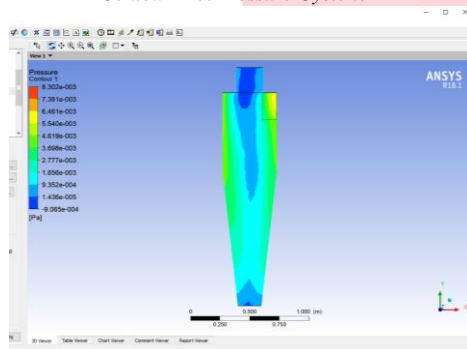 View 1
Pressure
Contour 1
8.302e-003
7.381e-003
6.461e-003
5.540e-003
4.619e-003
3.698e-003
2.777e-003
1.856e-003
9.352e-004
1.436e-005
-9.065e-004
[Pa]
ANSYS
R18.1
Y
X
0 0.500 1.000 (m)
0.250 0.750
3D Viewer Table Viewer Chart Viewer Comment Viewer Report Viewer